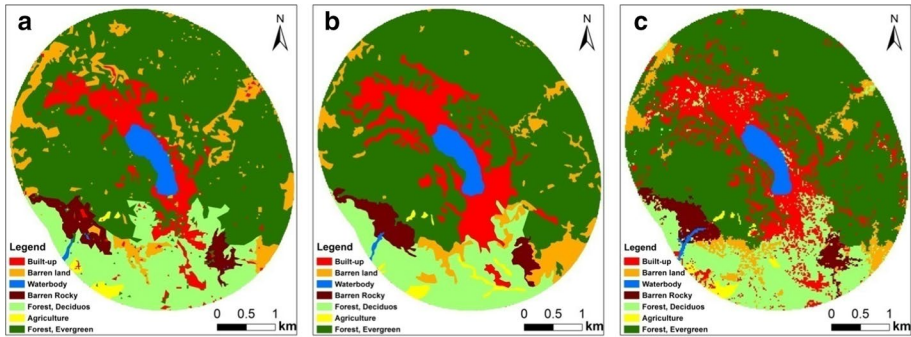 a
N
Legend
Built-up
Barren land
Waterbody
Barren Rocky
Forest, Deciduos
Agriculture
Forest, Evergreen
0 0.5 1
km
b
N
Legend
Built-up
Barren land
Waterbody
Barren Rocky
Forest, Deciduos
Agriculture
Forest, Evergreen
0 0.5 1
km
c
N
Legend
Built-up
Barren land
Waterbody
Barren Rocky
Forest, Deciduos
Agriculture
Forest, Evergreen
0 0.5 1
km